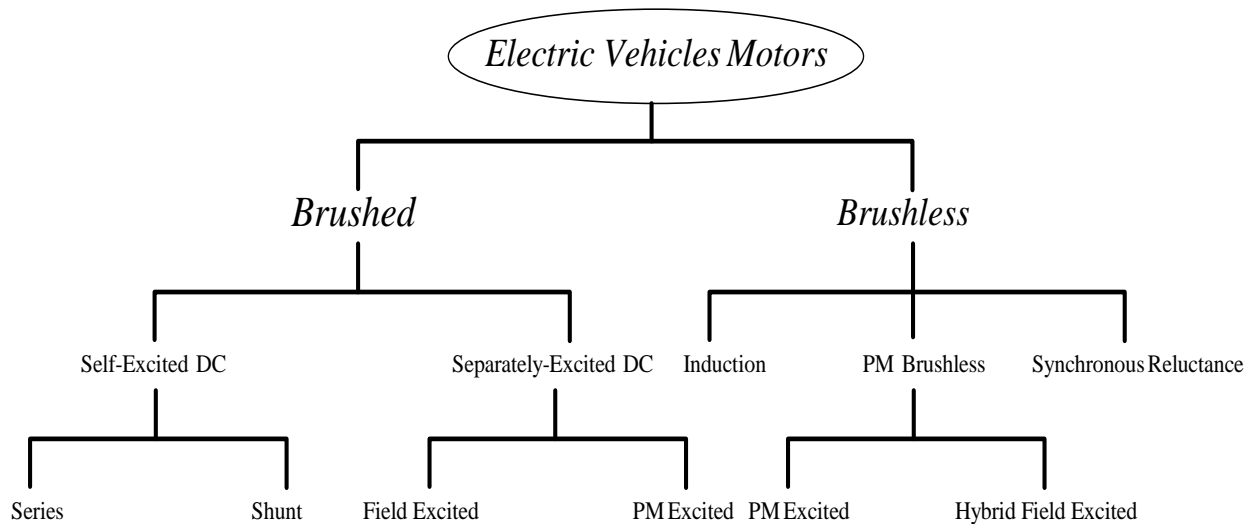 Electric Vehicles Motors
Brushed
Brushless
Self-Excited DC
Separately-Excited DC
Induction
PM Brushless
Synchronous Reluctance
Series
Shunt
Field Excited
PM Excited
PM Excited
Hybrid Field Excited